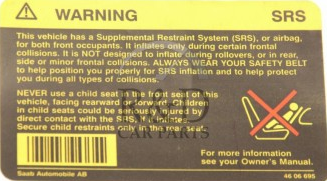 WARNING SRS
This vehicle has a Supplemental Restraint System (SRS), or airbag,
for both front occupants. It inflates only during certain frontal
collisions. It is NOT designed to inflate during rollovers, or in rear,
side or minor frontal collisions. ALWAYS WEAR YOUR SAFETY BELT
to help position you properly for SRS inflation and to help protect
you during all types of collisions.
NEVER use a child seat in the front seat of this
vehicle, facing rearward or forward. Children
in child seats could be seriously injured by
direct contact with the SRS, if it inflates.
Secure child restraints only in the rear seat.
CAR PARTS
For more information
see your Owner's Manual.
Saab Automobile AB 46 06 695